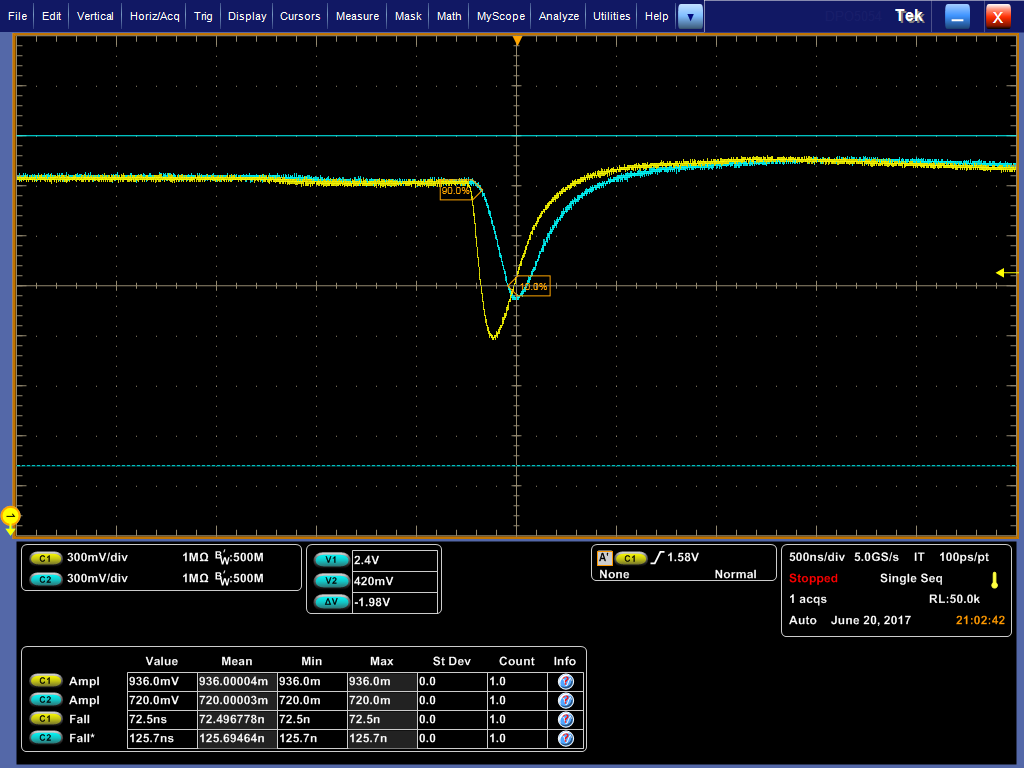 File Edit Vertical Horiz/Acq Trig Display Cursors Measure Mask Math MyScope Analyze Utilities Help Tek X
90.0%
10.0%
1
C1 300mV/div 1MΩ BW:500M
C2 300mV/div 1MΩ BW:500M
V1 2.4V
V2 420mV
ΔV -1.98V
A' C1 1.58V
None Normal
500ns/div 5.0GS/s IT 100ps/pt
Stopped Single Seq
1 acqs RL:50.0k
Auto June 20, 2017 21:02:42
Value Mean Min Max St Dev Count Info
C1 Ampl 936.0mV 936.00004m 936.0m 936.0m 0.0 1.0
C2 Ampl 720.0mV 720.00003m 720.0m 720.0m 0.0 1.0
C1 Fall 72.5ns 72.496778n 72.5n 72.5n 0.0 1.0
C2 Fall* 125.7ns 125.69464n 125.7n 125.7n 0.0 1.0